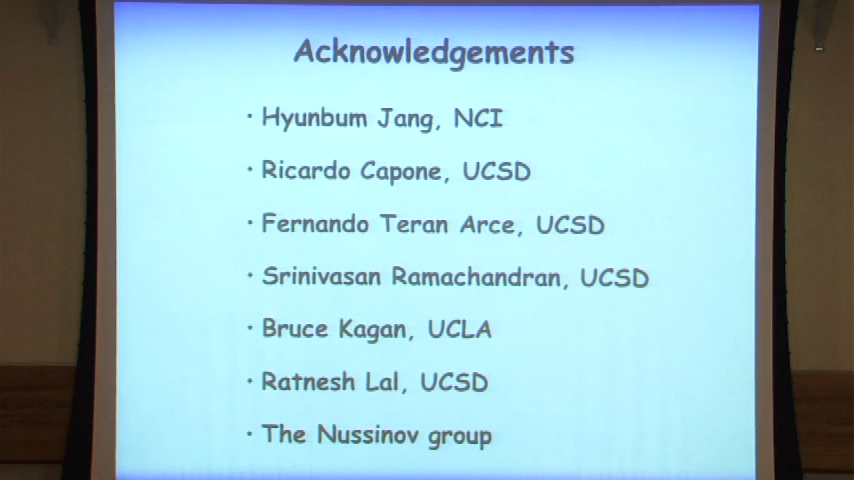 Acknowledgements
· Hyunbum Jang, NCI
· Ricardo Capone, UCSD
· Fernando Teran Arce, UCSD
· Srinivasan Ramachandran, UCSD
· Bruce Kagan, UCLA
· Ratnesh Lal, UCSD
· The Nussinov group